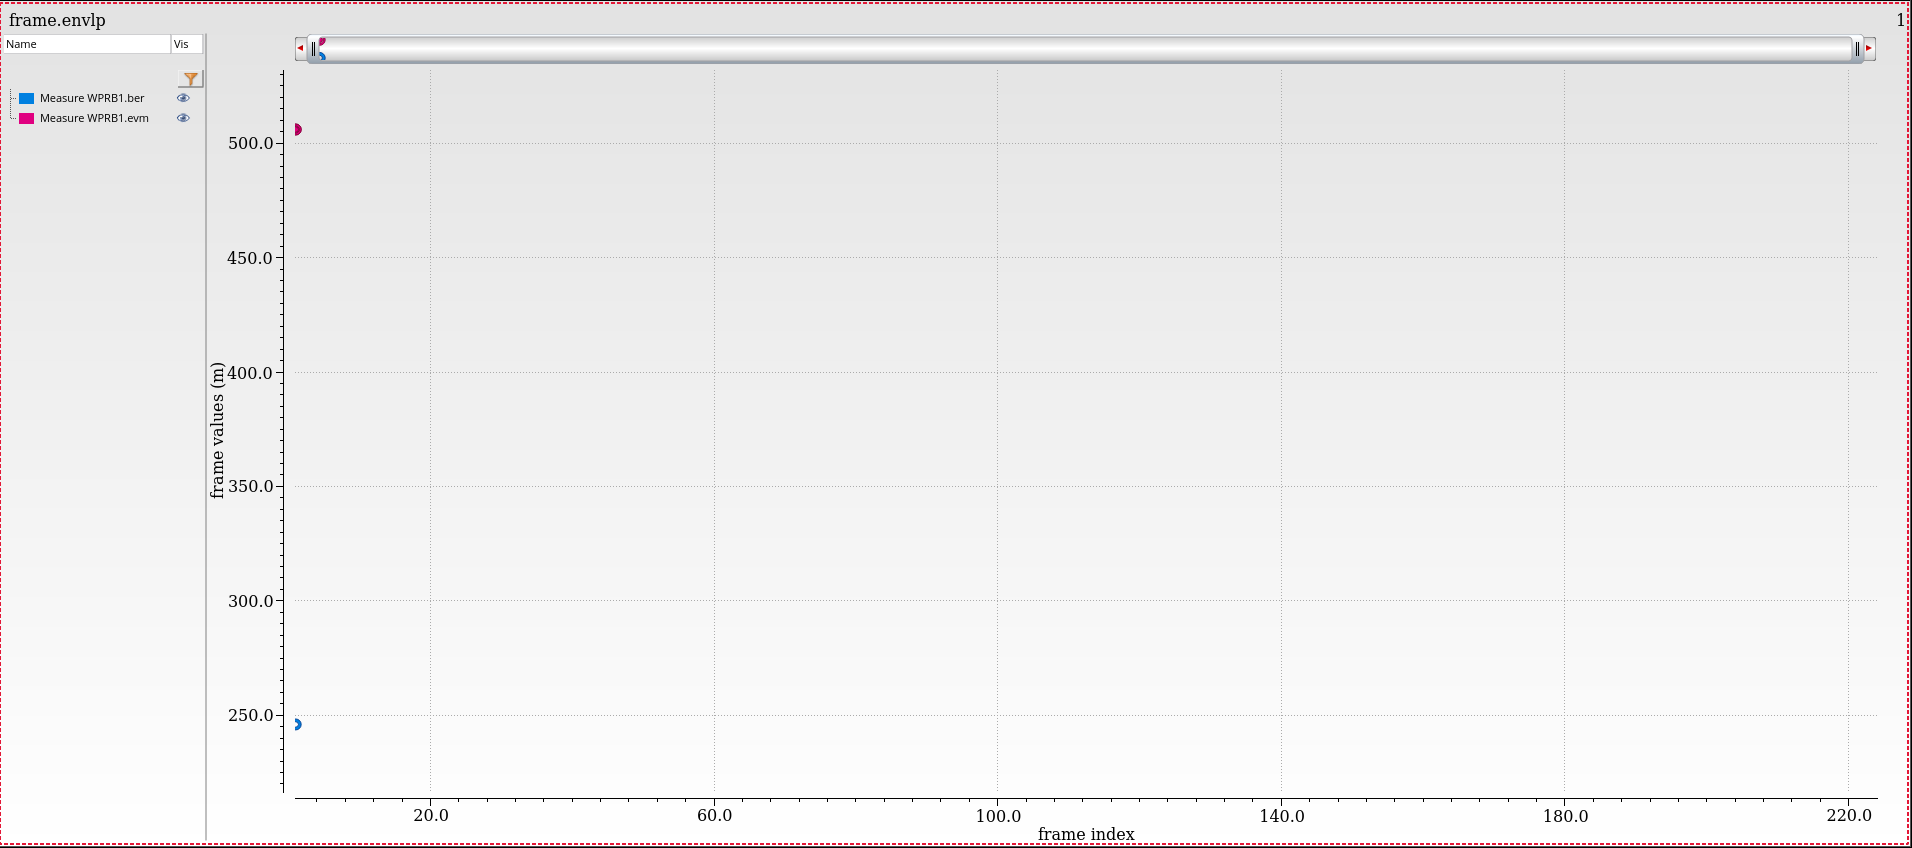 frame.envlp
1
Name Vis
Measure WPRB1.ber
Measure WPRB1.evm
500.0
450.0
400.0
350.0
300.0
250.0
frame values (m)
20.0 60.0 100.0 140.0 180.0 220.0
frame index